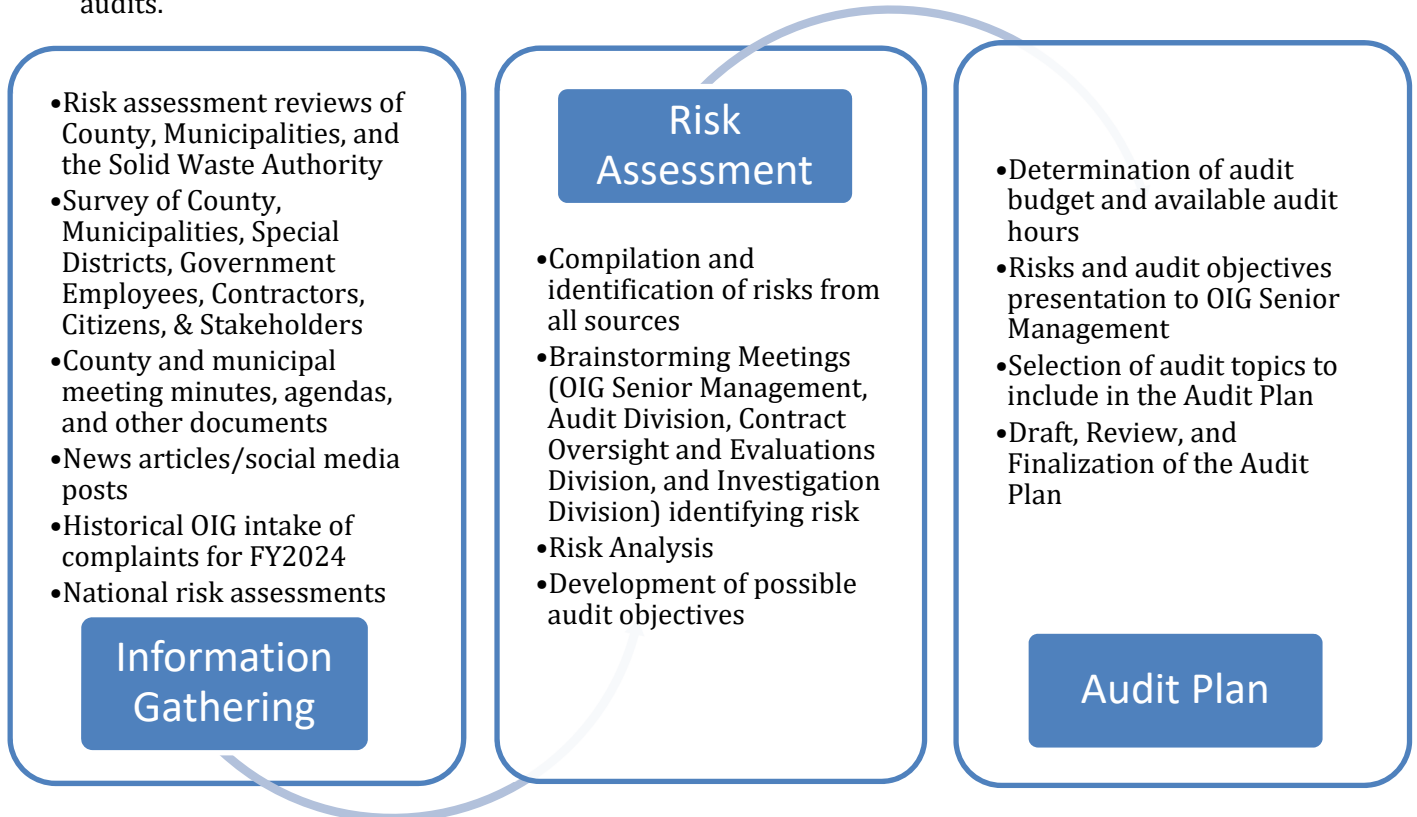 audits.
•Risk assessment reviews of
County, Municipalities, and
the Solid Waste Authority
•Survey of County,
Municipalities, Special
Districts, Government
Employees, Contractors,
Citizens, & Stakeholders
•County and municipal
meeting minutes, agendas,
and other documents
•News articles/social media
posts
•Historical OIG intake of
complaints for FY2024
•National risk assessments
Information
Gathering
Risk
Assessment
•Compilation and
identification of risks from
all sources
•Brainstorming Meetings
(OIG Senior Management,
Audit Division, Contract
Oversight and Evaluations
Division, and Investigation
Division) identifying risk
•Risk Analysis
•Development of possible
audit objectives
•Determination of audit
budget and available audit
hours
•Risks and audit objectives
presentation to OIG Senior
Management
•Selection of audit topics to
include in the Audit Plan
•Draft, Review, and
Finalization of the Audit
Plan
Audit Plan